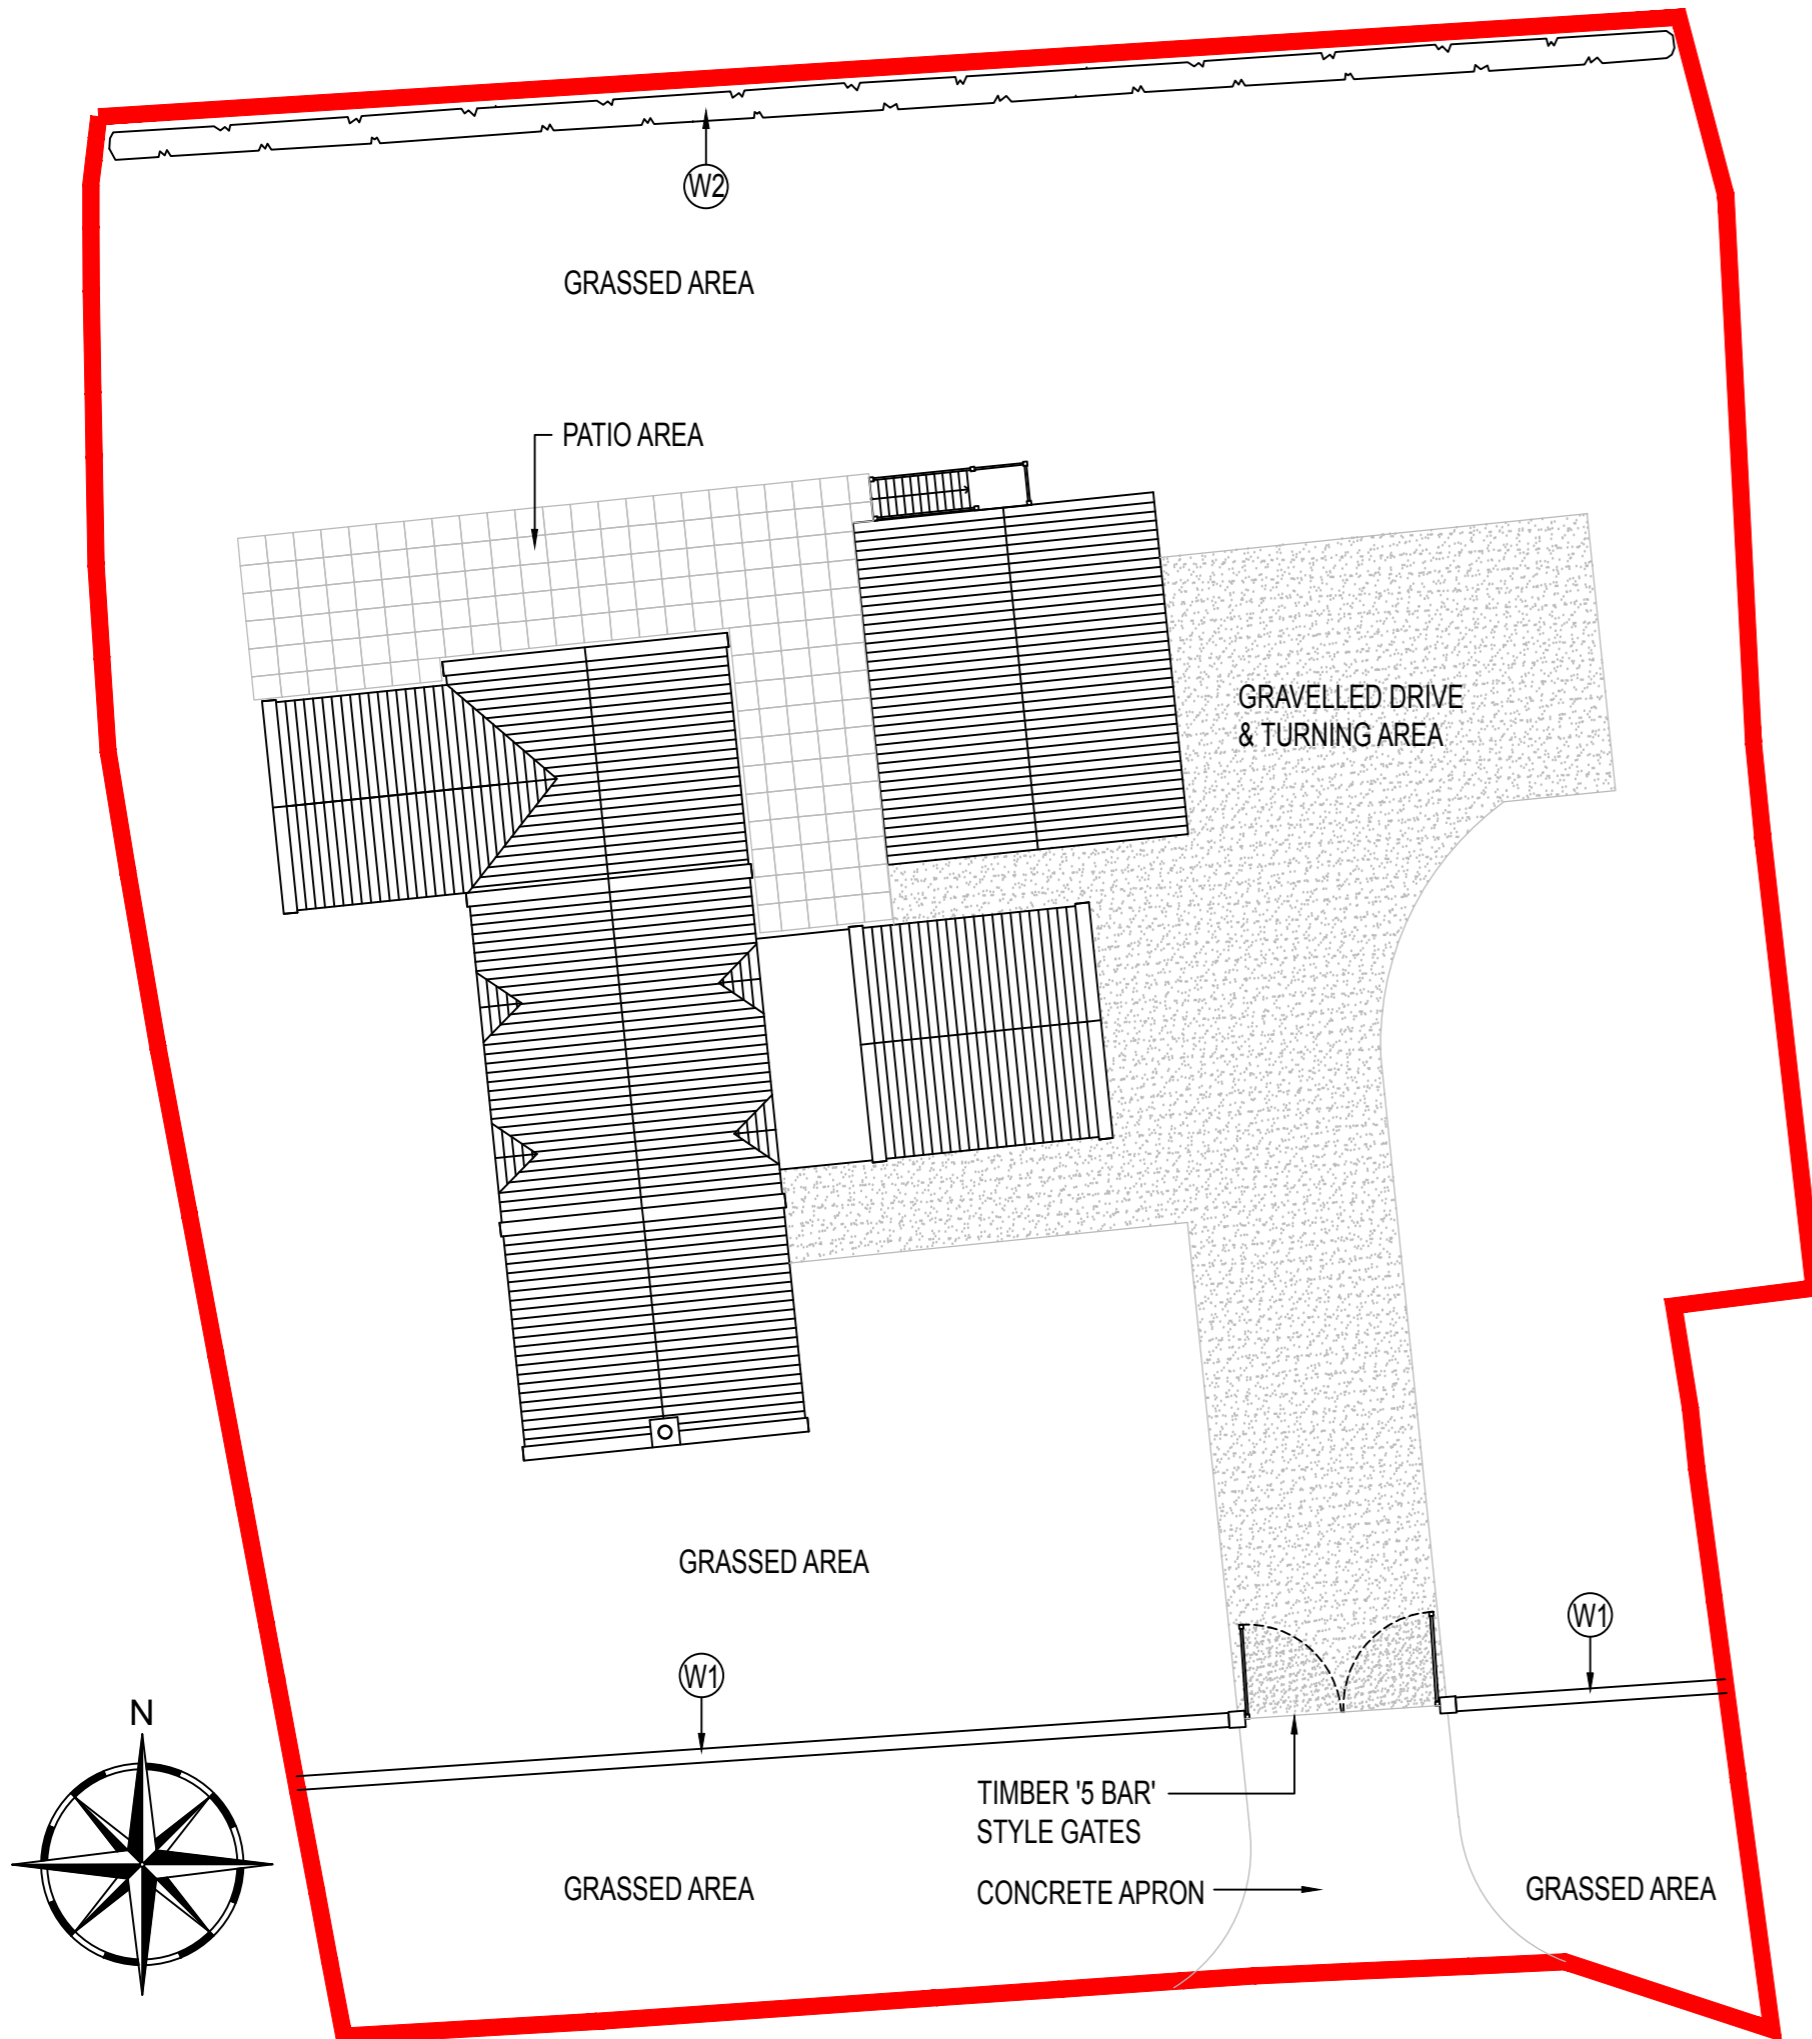 W2
GRASSED AREA
PATIO AREA
GRAVELLED DRIVE
& TURNING AREA
GRASSED AREA
W1
W1
N
TIMBER '5 BAR'
STYLE GATES
GRASSED AREA
CONCRETE APRON
GRASSED AREA